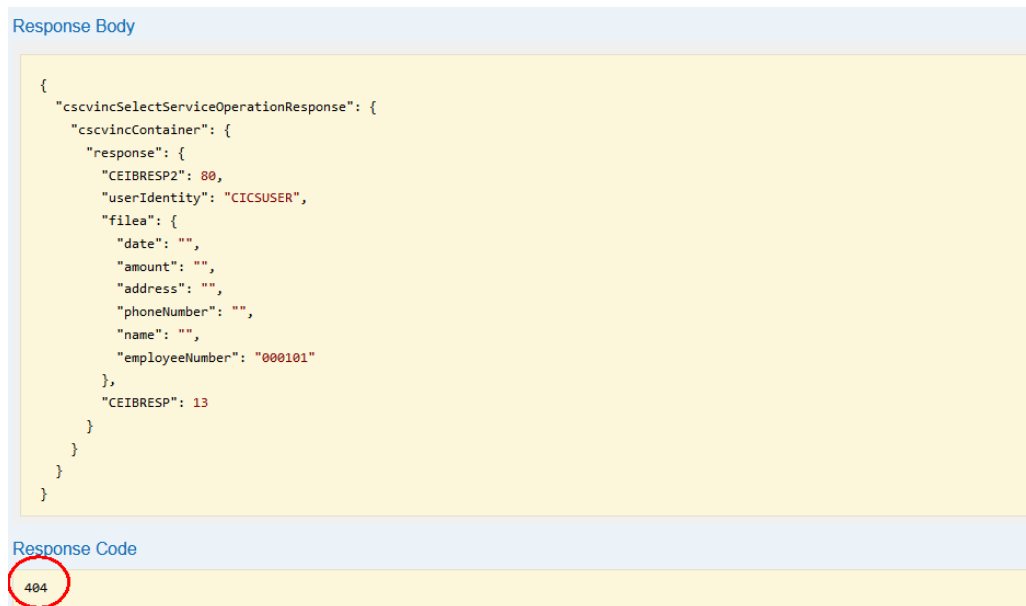 Response Body
{
"cscvincSelectServiceOperationResponse": {
"cscvincContainer": {
"response": {
"CEIBRESP2": 80,
"userIdentity": "CICSUSER",
"filea": {
"date": "",
"amount": "",
"address": "",
"phoneNumber": "",
"name": "",
"employeeNumber": "000101"
},
"CEIBRESP": 13
}
}
}
}
Response Code
404